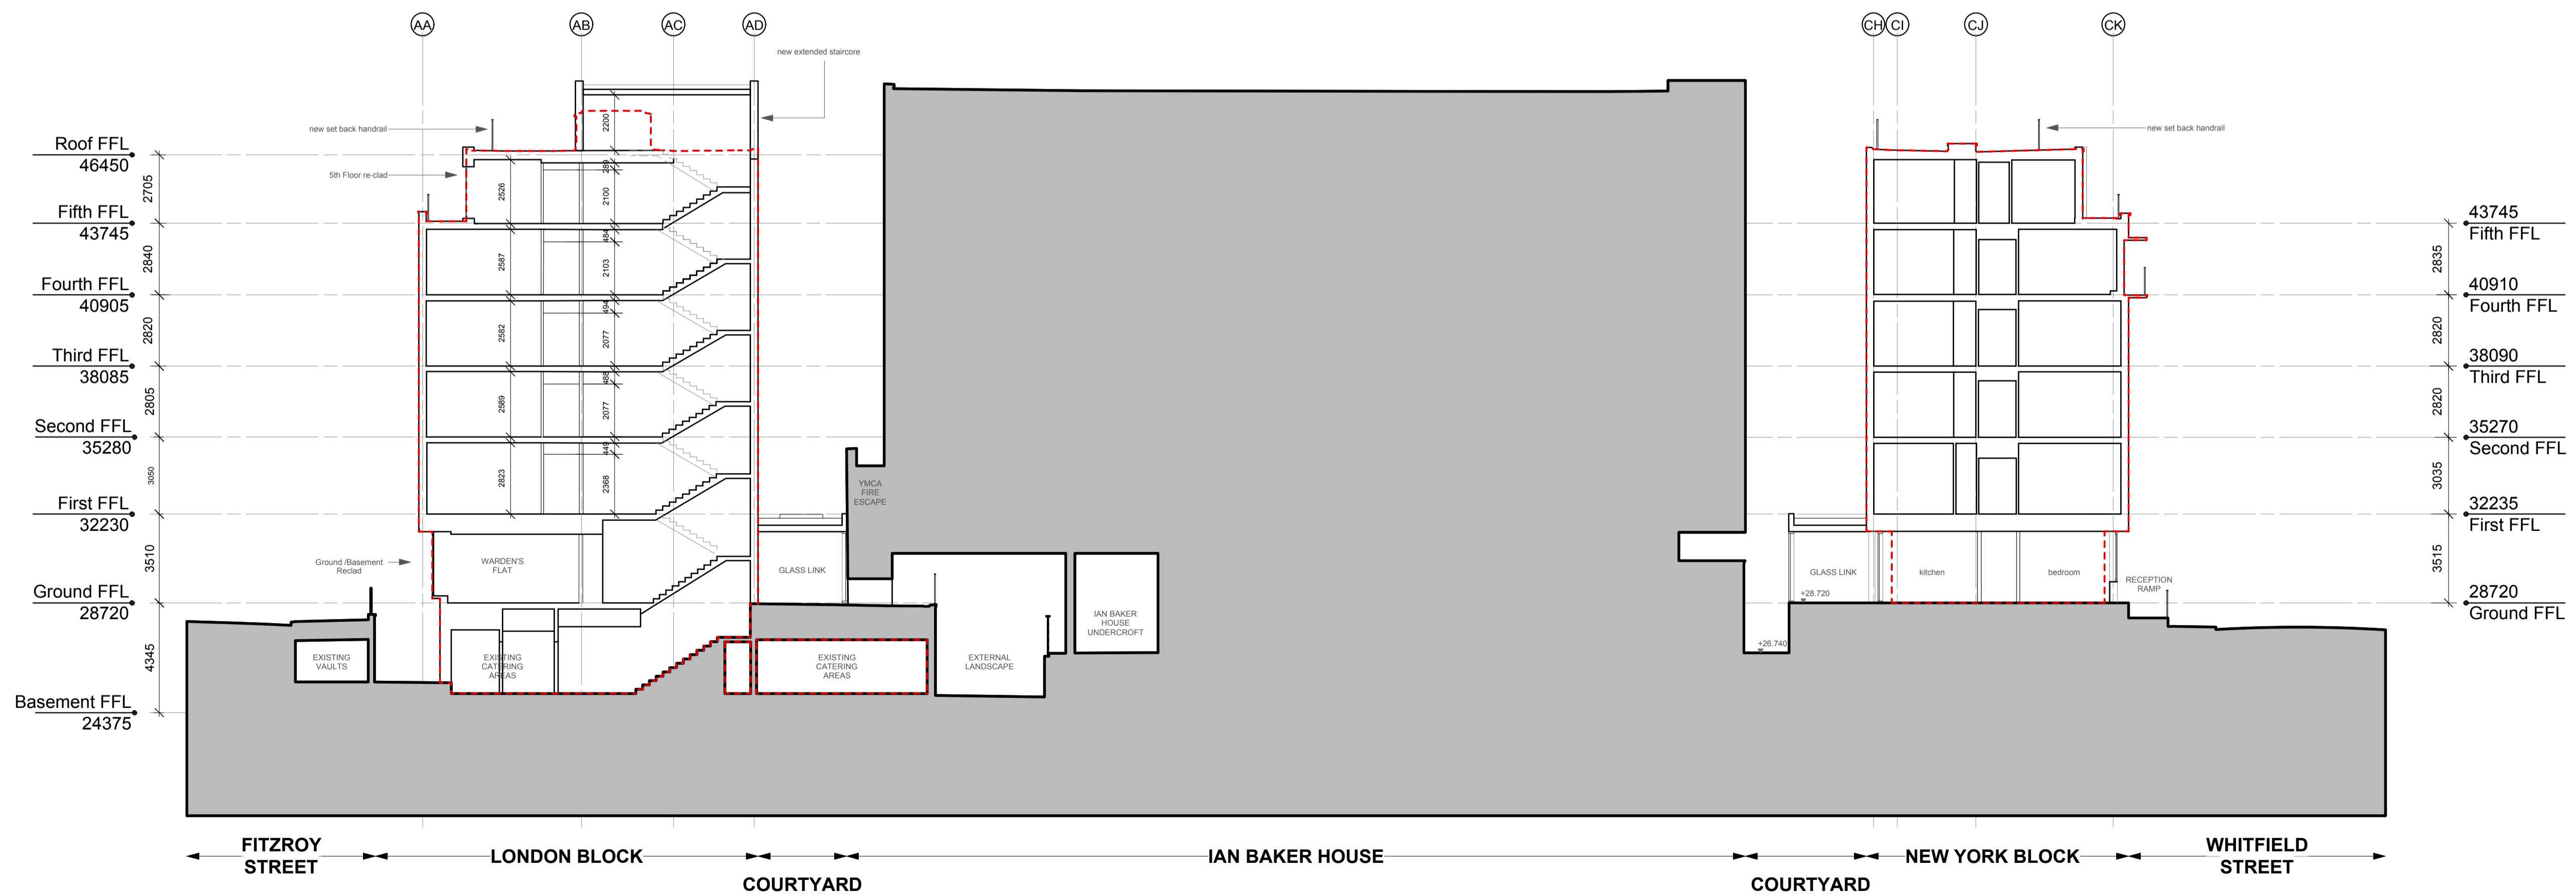 AA
AB
AC
AD
CH
CI
CJ
CK
new extended staircore
new set back handrail
new set back handrail
5th Floor re-clad
Ground /Basement
Reclad
Roof FFL
46450
2705
Fifth FFL
43745
2840
Fourth FFL
40905
2820
Third FFL
38085
2805
Second FFL
35280
3050
First FFL
32230
3510
Ground FFL
28720
4345
Basement FFL
24375
2200
289
2526
2100
484
2587
2103
494
2582
2077
488
2589
2077
449
2823
2368
WARDEN'S
FLAT
GLASS LINK
YMCA
FIRE
ESCAPE
EXISTING
VAULTS
EXISTING
CATERING
AREAS
EXISTING
CATERING
AREAS
EXTERNAL
LANDSCAPE
IAN BAKER
HOUSE
UNDERCROFT
GLASS LINK
+28.720
+26.740
kitchen
bedroom
RECEPTION
RAMP
43745
Fifth FFL
2835
40910
Fourth FFL
2820
38090
Third FFL
2820
35270
Second FFL
3035
32235
First FFL
3515
28720
Ground FFL
FITZROY
STREET
LONDON BLOCK
COURTYARD
IAN BAKER HOUSE
COURTYARD
NEW YORK BLOCK
WHITFIELD
STREET